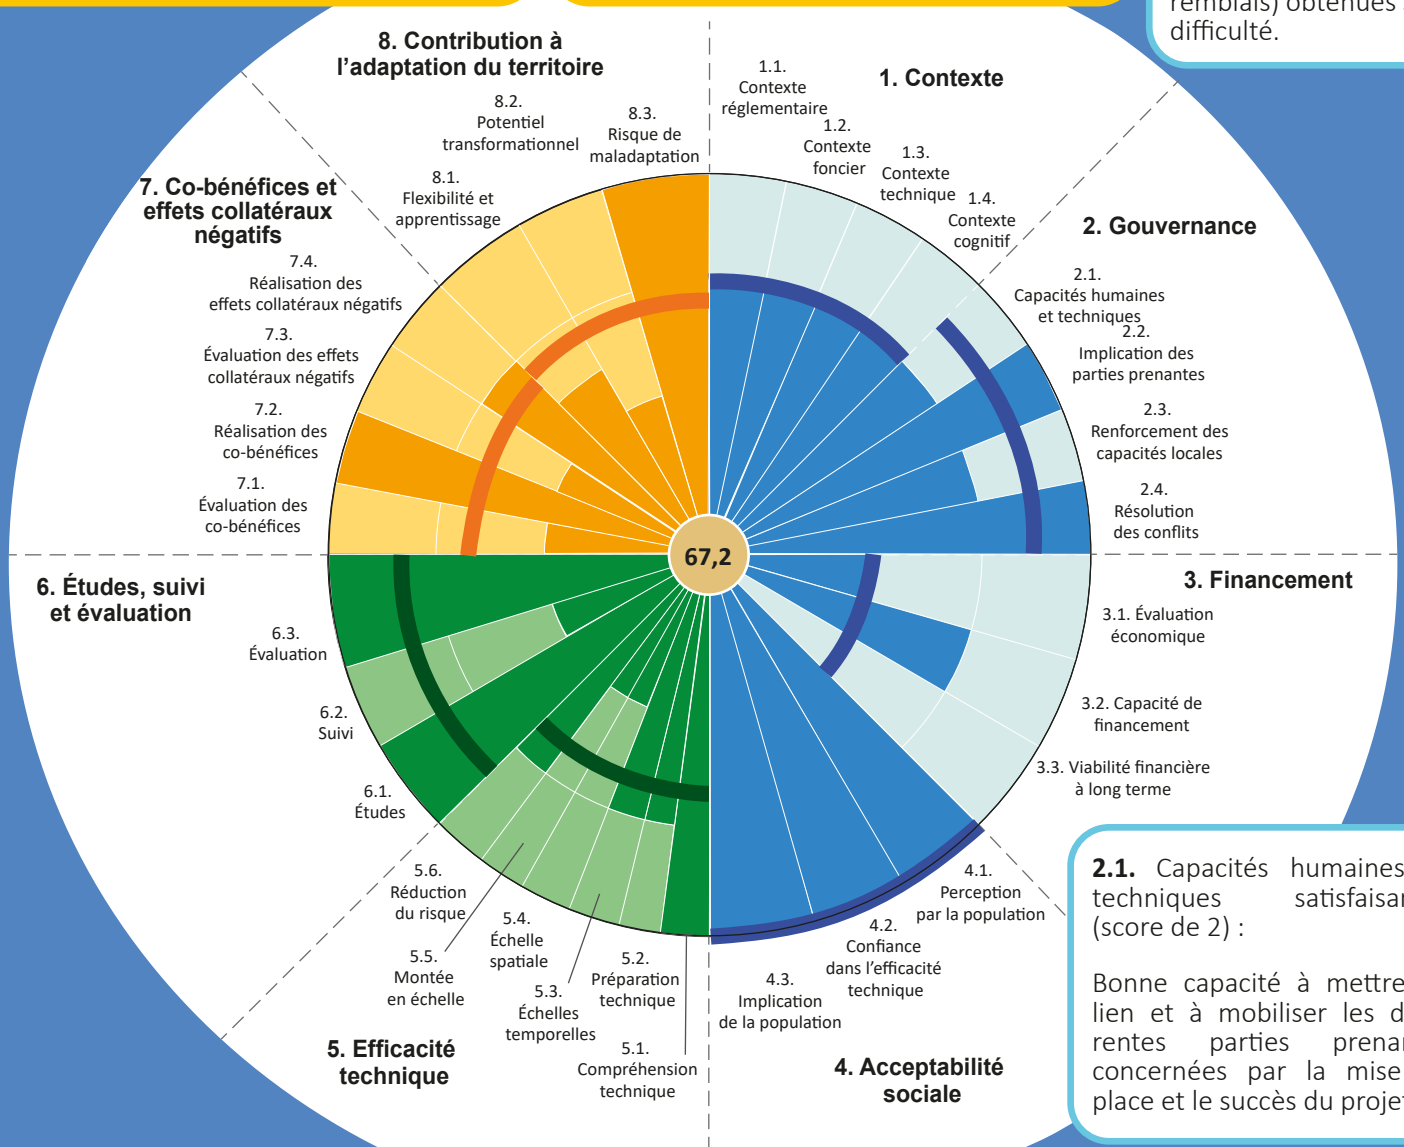 remblais) obtenues
difficulté.
8. Contribution à
l’adaptation du territoire
8.1.
Flexibilité et
apprentissage
8.2.
Potentiel
transformationnel
8.3.
Risque de
maladaptation
1. Contexte
1.1.
Contexte
réglementaire
1.2.
Contexte
foncier
1.3.
Contexte
technique
1.4.
Contexte
cognitif
2. Gouvernance
2.1.
Capacités humaines
et techniques
2.2.
Implication des
parties prenantes
2.3.
Renforcement des
capacités locales
2.4.
Résolution
des conflits
7. Co-bénéfices et
effets collatéraux
négatifs
7.4.
Réalisation des
effets collatéraux négatifs
7.3.
Évaluation des effets
collatéraux négatifs
7.2.
Réalisation des
co-bénéfices
7.1.
Évaluation des
co-bénéfices
67,2
3. Financement
3.1. Évaluation
économique
3.2. Capacité de
financement
3.3. Viabilité financière
à long terme
6. Études, suivi
et évaluation
6.3.
Évaluation
6.2.
Suivi
6.1.
Études
5.6.
Réduction
du risque
5.5.
Montée
en échelle
5.4.
Échelle
spatiale
5.3.
Échelles
temporelles
5.2.
Préparation
technique
5.1.
Compréhension
technique
5. Efficacité
technique
4.1.
Perception
par la population
4.2.
Confiance
dans l’efficacité
technique
4.3.
Implication
de la population
4. Acceptabilité
sociale
2.1. Capacités humaines
techniques satisfaisan
(score de 2) :
Bonne capacité à mettre
lien et à mobiliser les d
rentes parties prena
concernées par la mise
place et le succès du projet